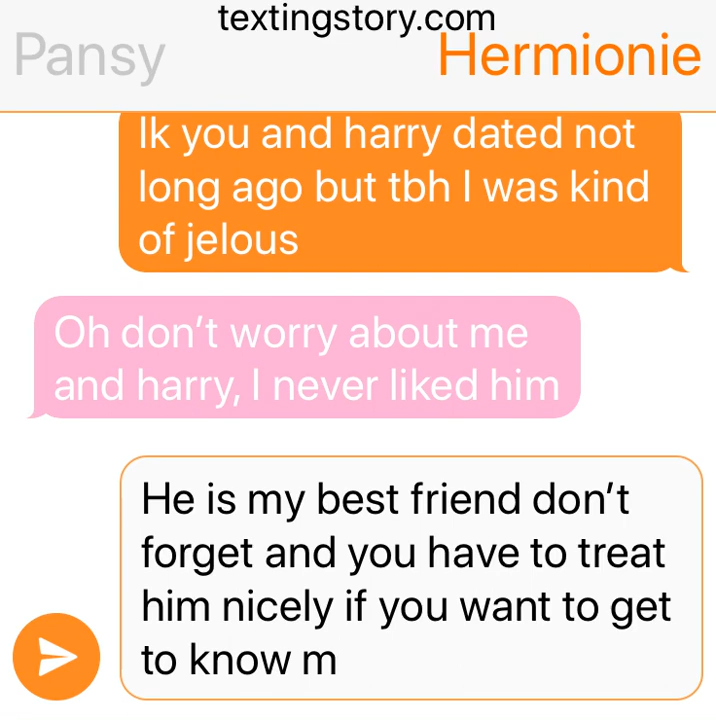 textingstory.com
Pansy
Hermionie
Ik you and harry dated not
long ago but tbh I was kind
of jelous
Oh don't worry about me
and harry, I never liked him
He is my best friend don't
forget and you have to treat
him nicely if you want to get
to know m